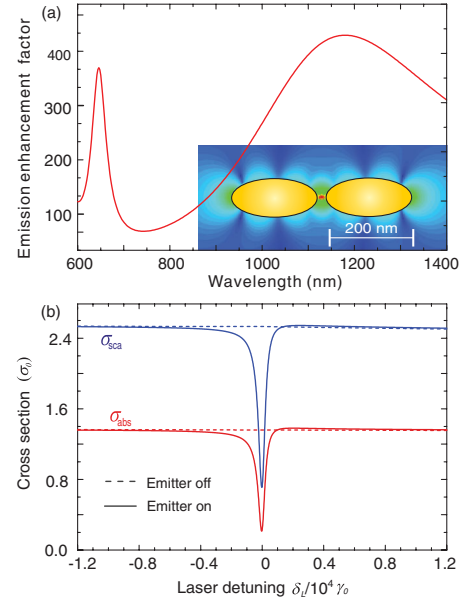 (a)
Emission enhancement factor
400
300
200
100
200 nm
600
800
1000
1200
1400
Wavelength (nm)
(b)
Cross section (σ₀)
2.4
1.6
0.8
0.0
σsca
σabs
Emitter off
Emitter on
-1.2
-0.8
-0.4
0
0.4
0.8
1.2
Laser detuning δL/10⁴ γ₀